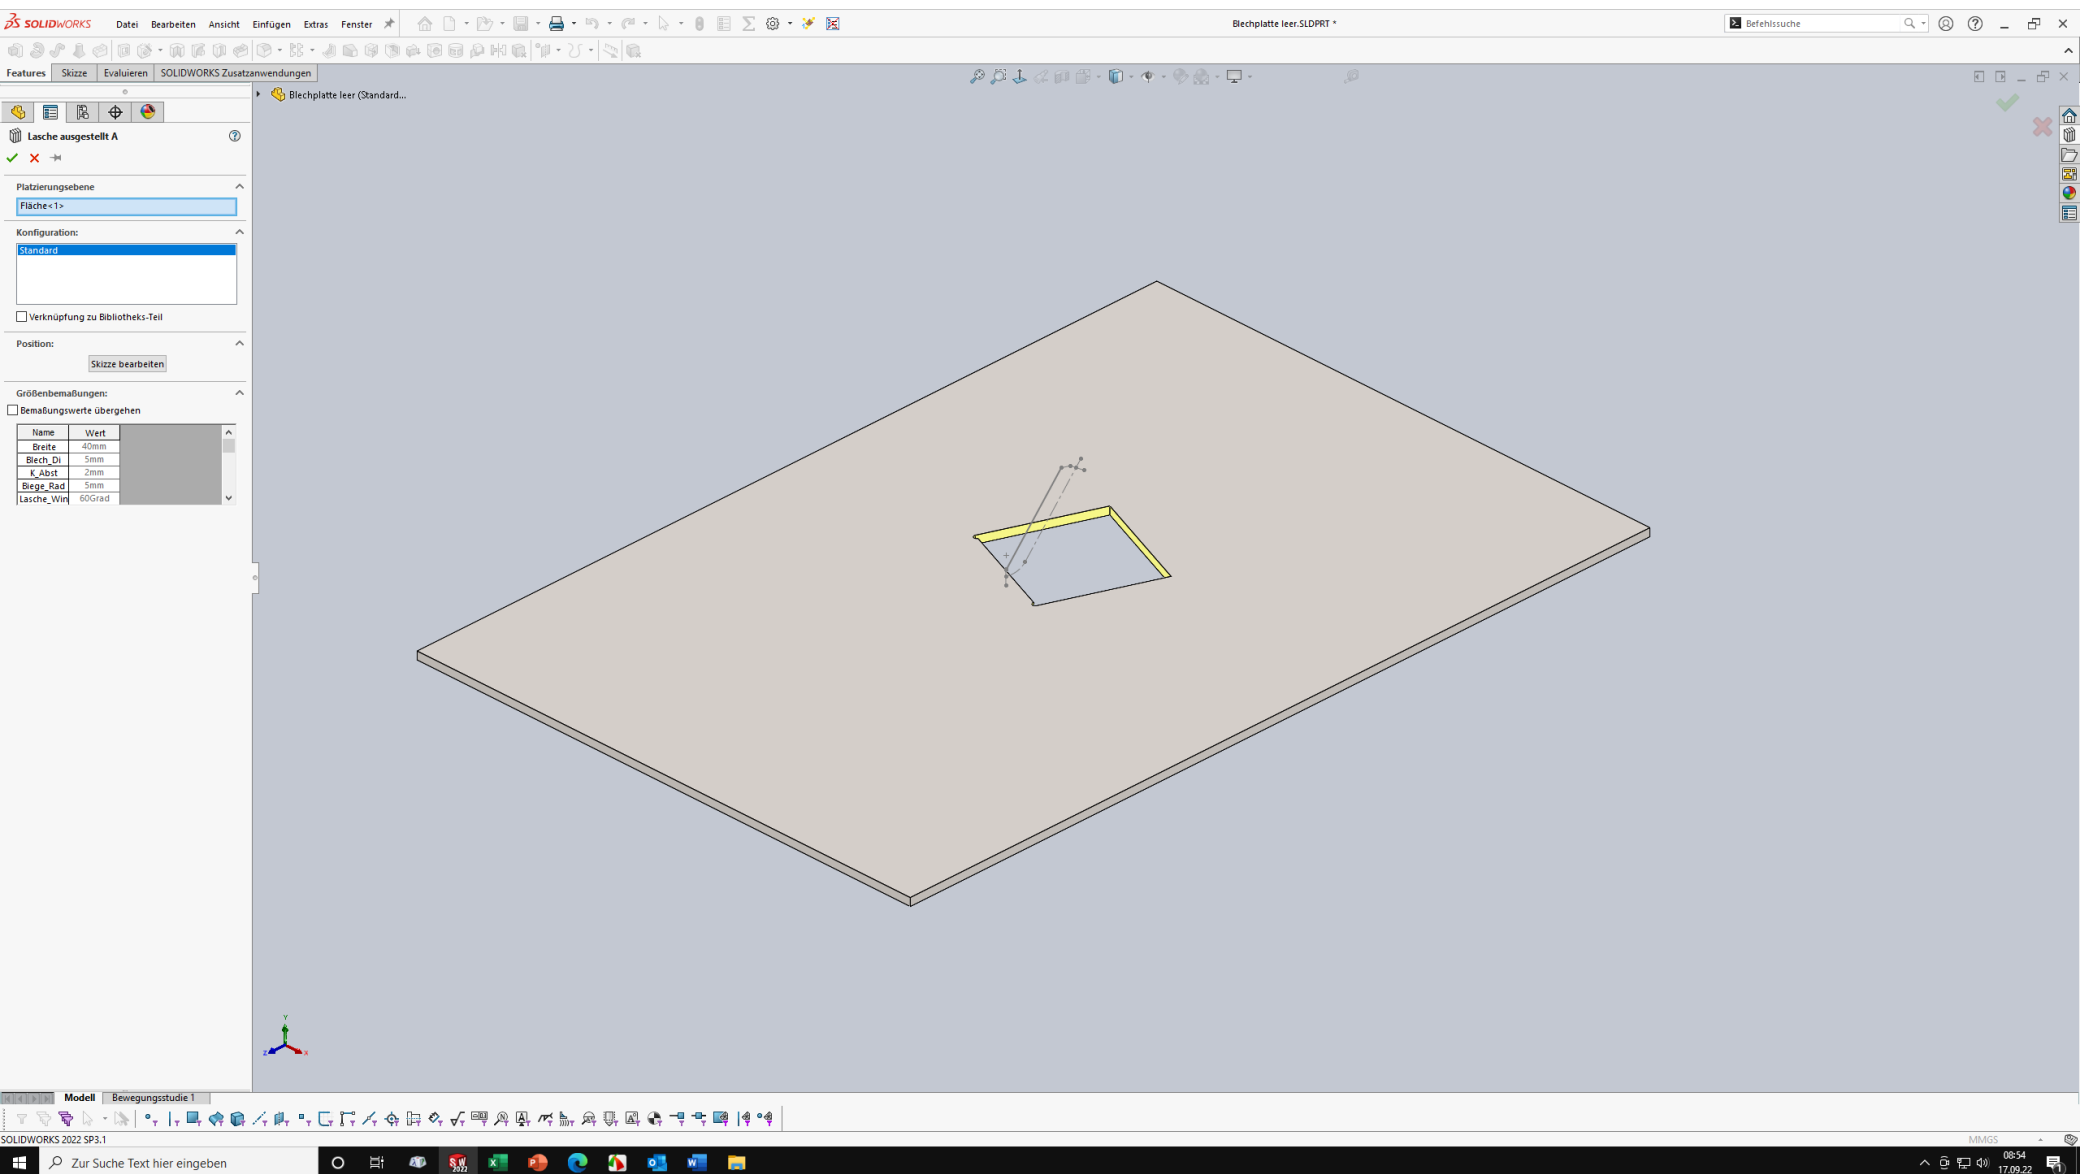 SOLIDWORKS Datei Bearbeiten Ansicht Einfügen Extras Fenster Blechplatte leer.SLDPRT * Befehlssuche
Features Skizze Evaluieren SOLIDWORKS Zusatzanwendungen
Blechplatte leer (Standard...
Lasche ausgestellt A
Platzierungsebene
Fläche<1>
Konfiguration:
Standard
Verknüpfung zu Bibliotheks-Teil
Position:
Skizze bearbeiten
Größenbemaßungen:
Bemaßungswerte übergehen
Name Wert
Breite 40mm
Blech_Di 5mm
K_Abst 2mm
Biege_Rad 5mm
Lasche_Win 60Grad
Y
Z X
Modell Bewegungsstudie 1
SOLIDWORKS 2022 SP3.1 MMGS
Zur Suche Text hier eingeben
08:54
17.09.22